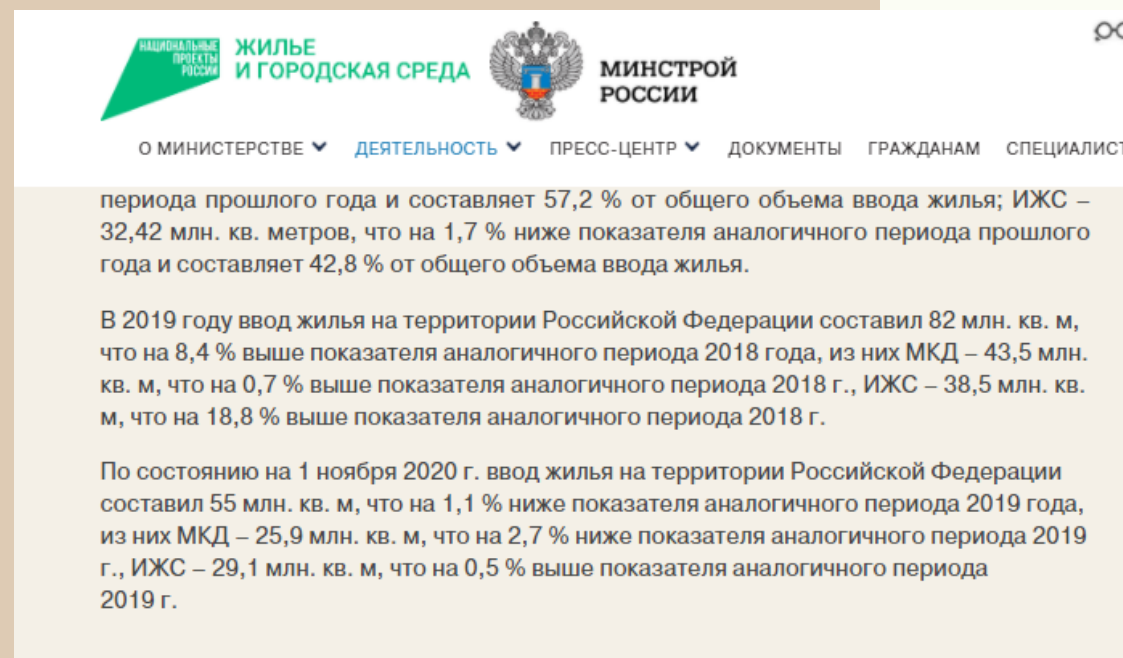 НАЦИОНАЛЬНЫЕ
ПРОЕКТЫ
РОССИИ
ЖИЛЬЕ
И ГОРОДСКАЯ СРЕДА
МИНСТРОЙ
РОССИИ
О МИНИСТЕРСТВЕ ДЕЯТЕЛЬНОСТЬ ПРЕСС-ЦЕНТР ДОКУМЕНТЫ ГРАЖДАНАМ СПЕЦИАЛИСТ
периода прошлого года и составляет 57,2 % от общего объема ввода жилья; ИЖС –
32,42 млн. кв. метров, что на 1,7 % ниже показателя аналогичного периода прошлого
года и составляет 42,8 % от общего объема ввода жилья.
В 2019 году ввод жилья на территории Российской Федерации составил 82 млн. кв. м,
что на 8,4 % выше показателя аналогичного периода 2018 года, из них МКД – 43,5 млн.
кв. м, что на 0,7 % выше показателя аналогичного периода 2018 г., ИЖС – 38,5 млн. кв.
м, что на 18,8 % выше показателя аналогичного периода 2018 г.
По состоянию на 1 ноября 2020 г. ввод жилья на территории Российской Федерации
составил 55 млн. кв. м, что на 1,1 % ниже показателя аналогичного периода 2019 года,
из них МКД – 25,9 млн. кв. м, что на 2,7 % ниже показателя аналогичного периода 2019
г., ИЖС – 29,1 млн. кв. м, что на 0,5 % выше показателя аналогичного периода
2019 г.